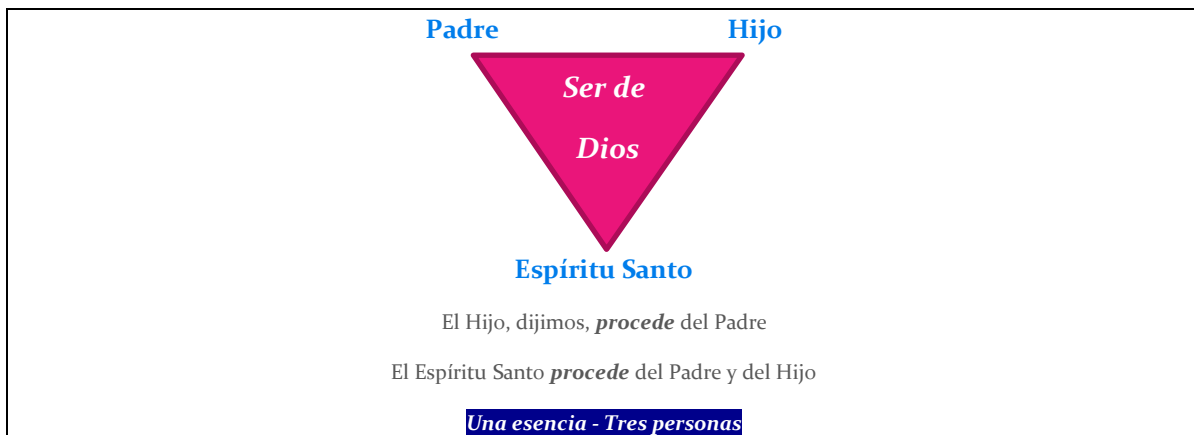 Padre Hijo
Ser de
Dios
Espíritu Santo
El Hijo, dijimos, procede del Padre
El Espíritu Santo procede del Padre y del Hijo
Una esencia - Tres personas